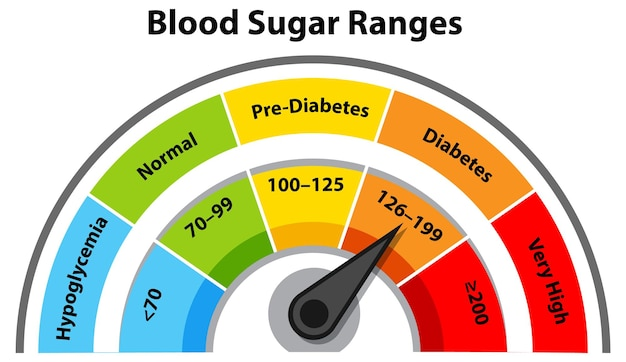 Blood Sugar Ranges
Hypoglycemia
Normal
Pre-Diabetes
Diabetes
Very High
<70
70–99
100–125
126–199
≥200